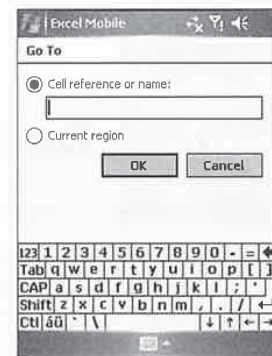 Excel Mobile
Go To
Cell reference or name:
Current region
OK Cancel
123 1 2 3 4 5 6 7 8 9 0 - =
Tab q w e r t y u i o p [ ]
CAP a s d f g h j k l ; '
Shift z x c v b n m , . /
Ctl áü ` \